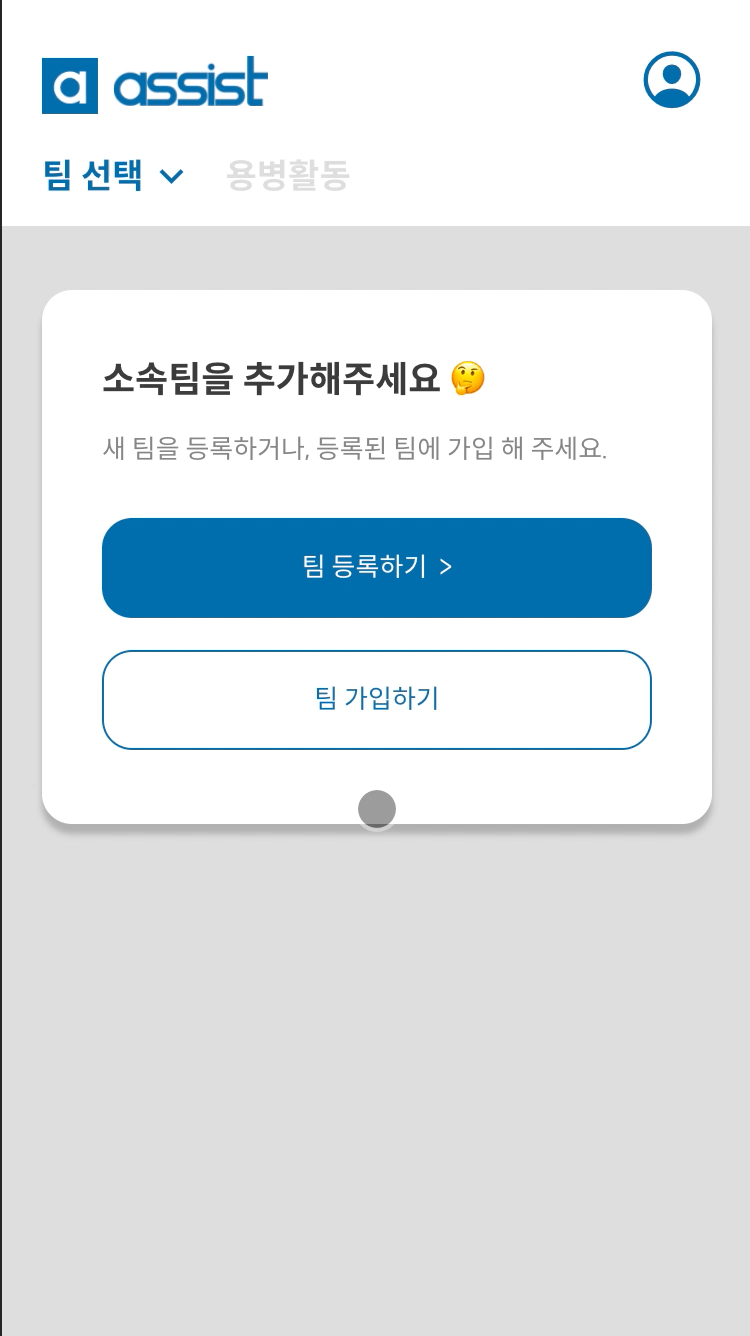 a assist
팀 선택 용병활동
소속팀을 추가해주세요 🤔
새 팀을 등록하거나, 등록된 팀에 가입 해 주세요.
팀 등록하기 >
팀 가입하기